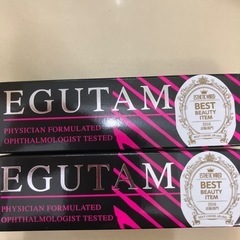 EGUTAM
PHYSICIAN FORMULATED
OPHTHALMOLOGIST TESTED
BEST
BEAUTY
ITEM
EGUTAM
PHYSICIAN FORMULATED
OPHTHALMOLOGIST TESTED
BEST
BEAUTY
ITEM